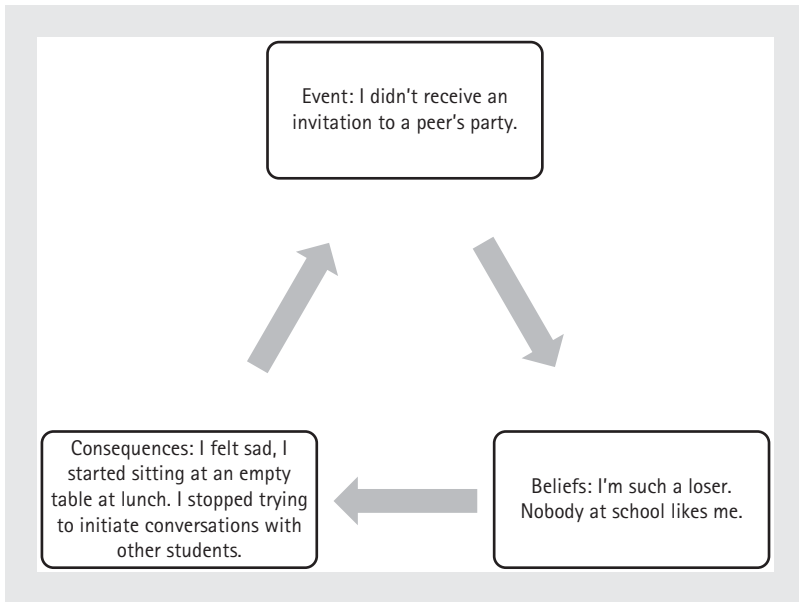 Event: I didn't receive an
invitation to a peer's party.
Beliefs: I'm such a loser.
Nobody at school likes me.
Consequences: I felt sad, I
started sitting at an empty
table at lunch. I stopped trying
to initiate conversations with
other students.